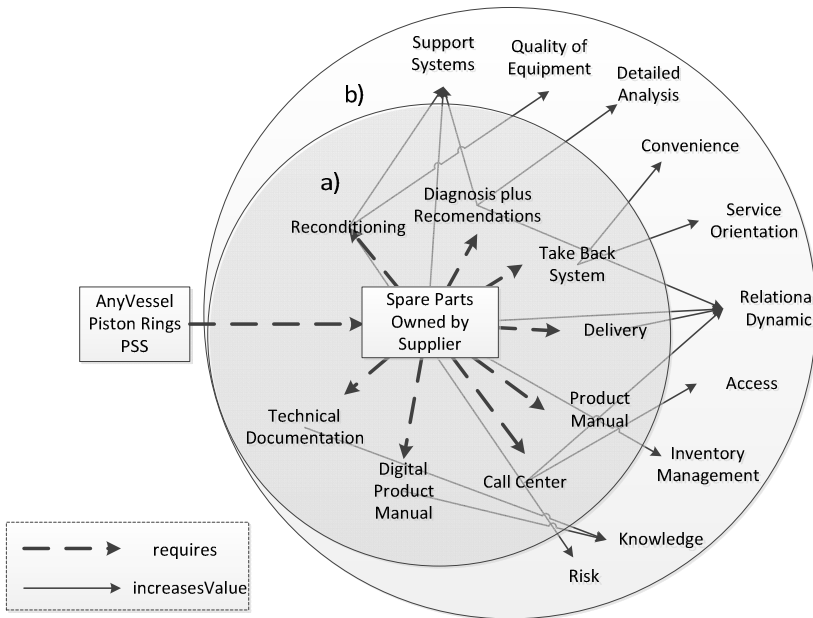 Support
Systems
Quality of
Equipment
Detailed
Analysis
b)
Convenience
a)
Diagnosis plus
Recomendations
Reconditioning
Service
Orientation
Take Back
System
AnyVessel
Piston Rings
PSS
Spare Parts
Owned by
Supplier
Relationa
Dynamic
Delivery
Access
Product
Manual
Technical
Documentation
Inventory
Management
Digital
Product
Manual
Call Center
Knowledge
Risk
requires
increasesValue